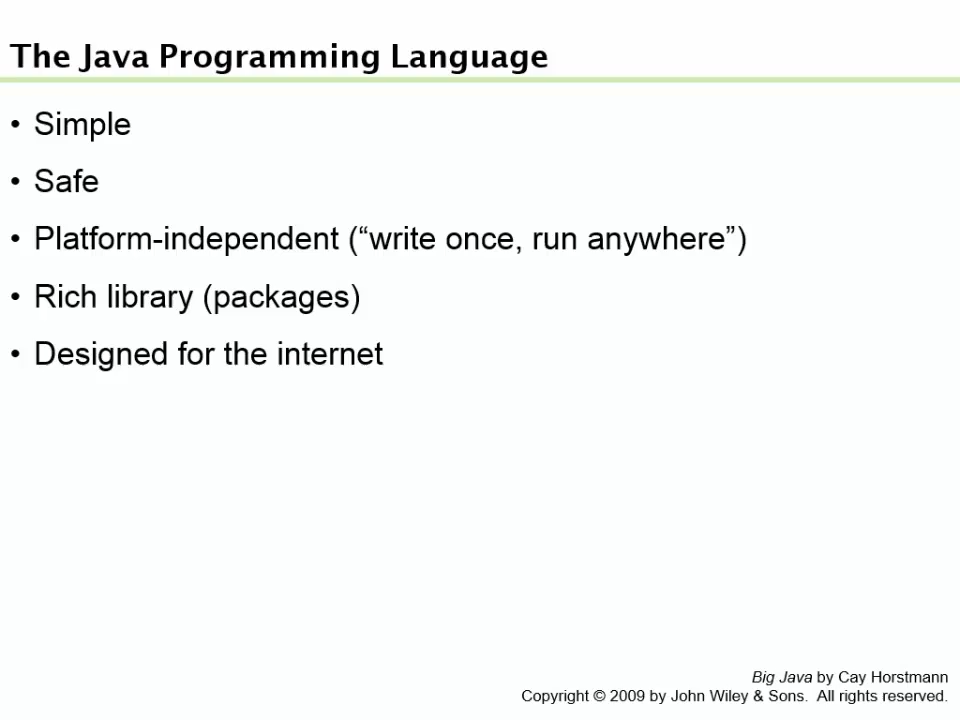 The Java Programming Language
• Simple
• Safe
• Platform-independent (“write once, run anywhere”)
• Rich library (packages)
• Designed for the internet
Big Java by Cay Horstmann
Copyright © 2009 by John Wiley & Sons.  All rights reserved.